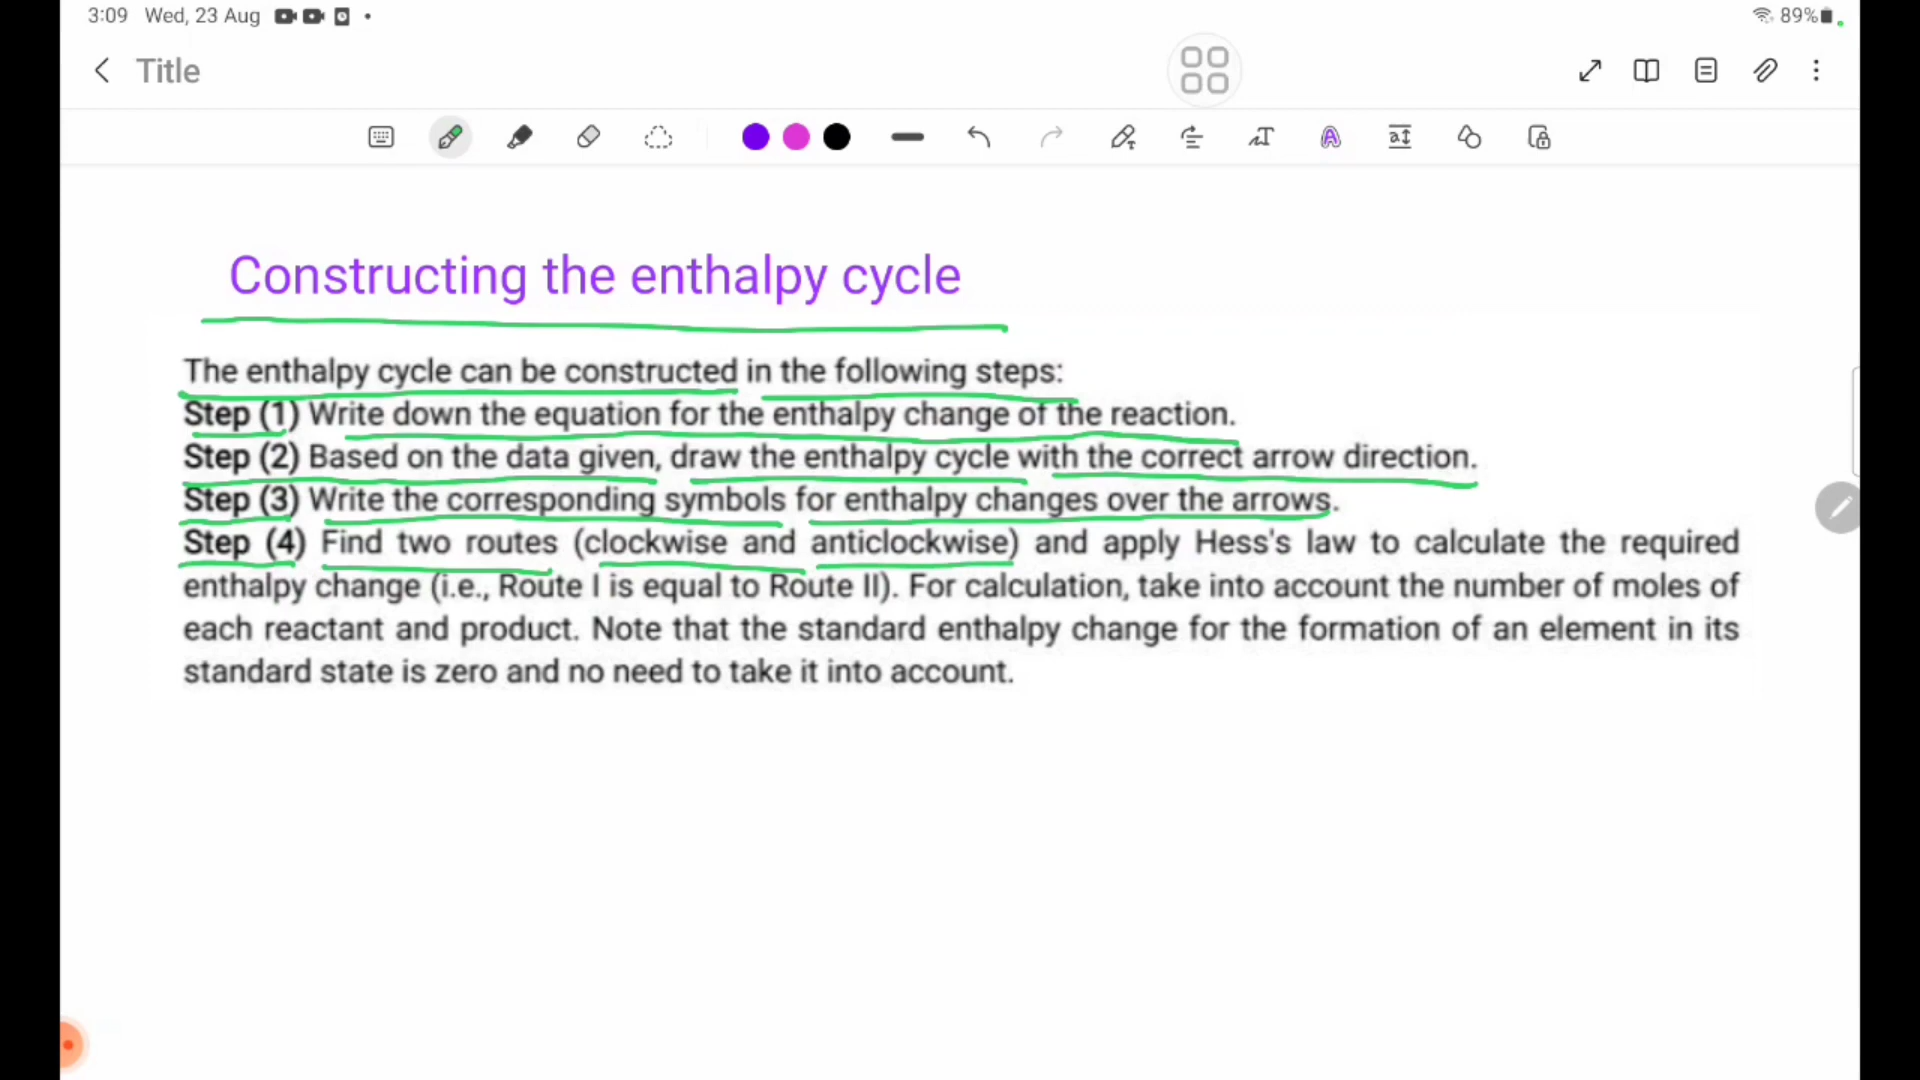 3:09 Wed, 23 Aug
89%
Title
Constructing the enthalpy cycle
The enthalpy cycle can be constructed in the following steps:
Step (1) Write down the equation for the enthalpy change of the reaction.
Step (2) Based on the data given, draw the enthalpy cycle with the correct arrow direction.
Step (3) Write the corresponding symbols for enthalpy changes over the arrows.
Step (4) Find two routes (clockwise and anticlockwise) and apply Hess's law to calculate the required
enthalpy change (i.e., Route I is equal to Route II). For calculation, take into account the number of moles of
each reactant and product. Note that the standard enthalpy change for the formation of an element in its
standard state is zero and no need to take it into account.